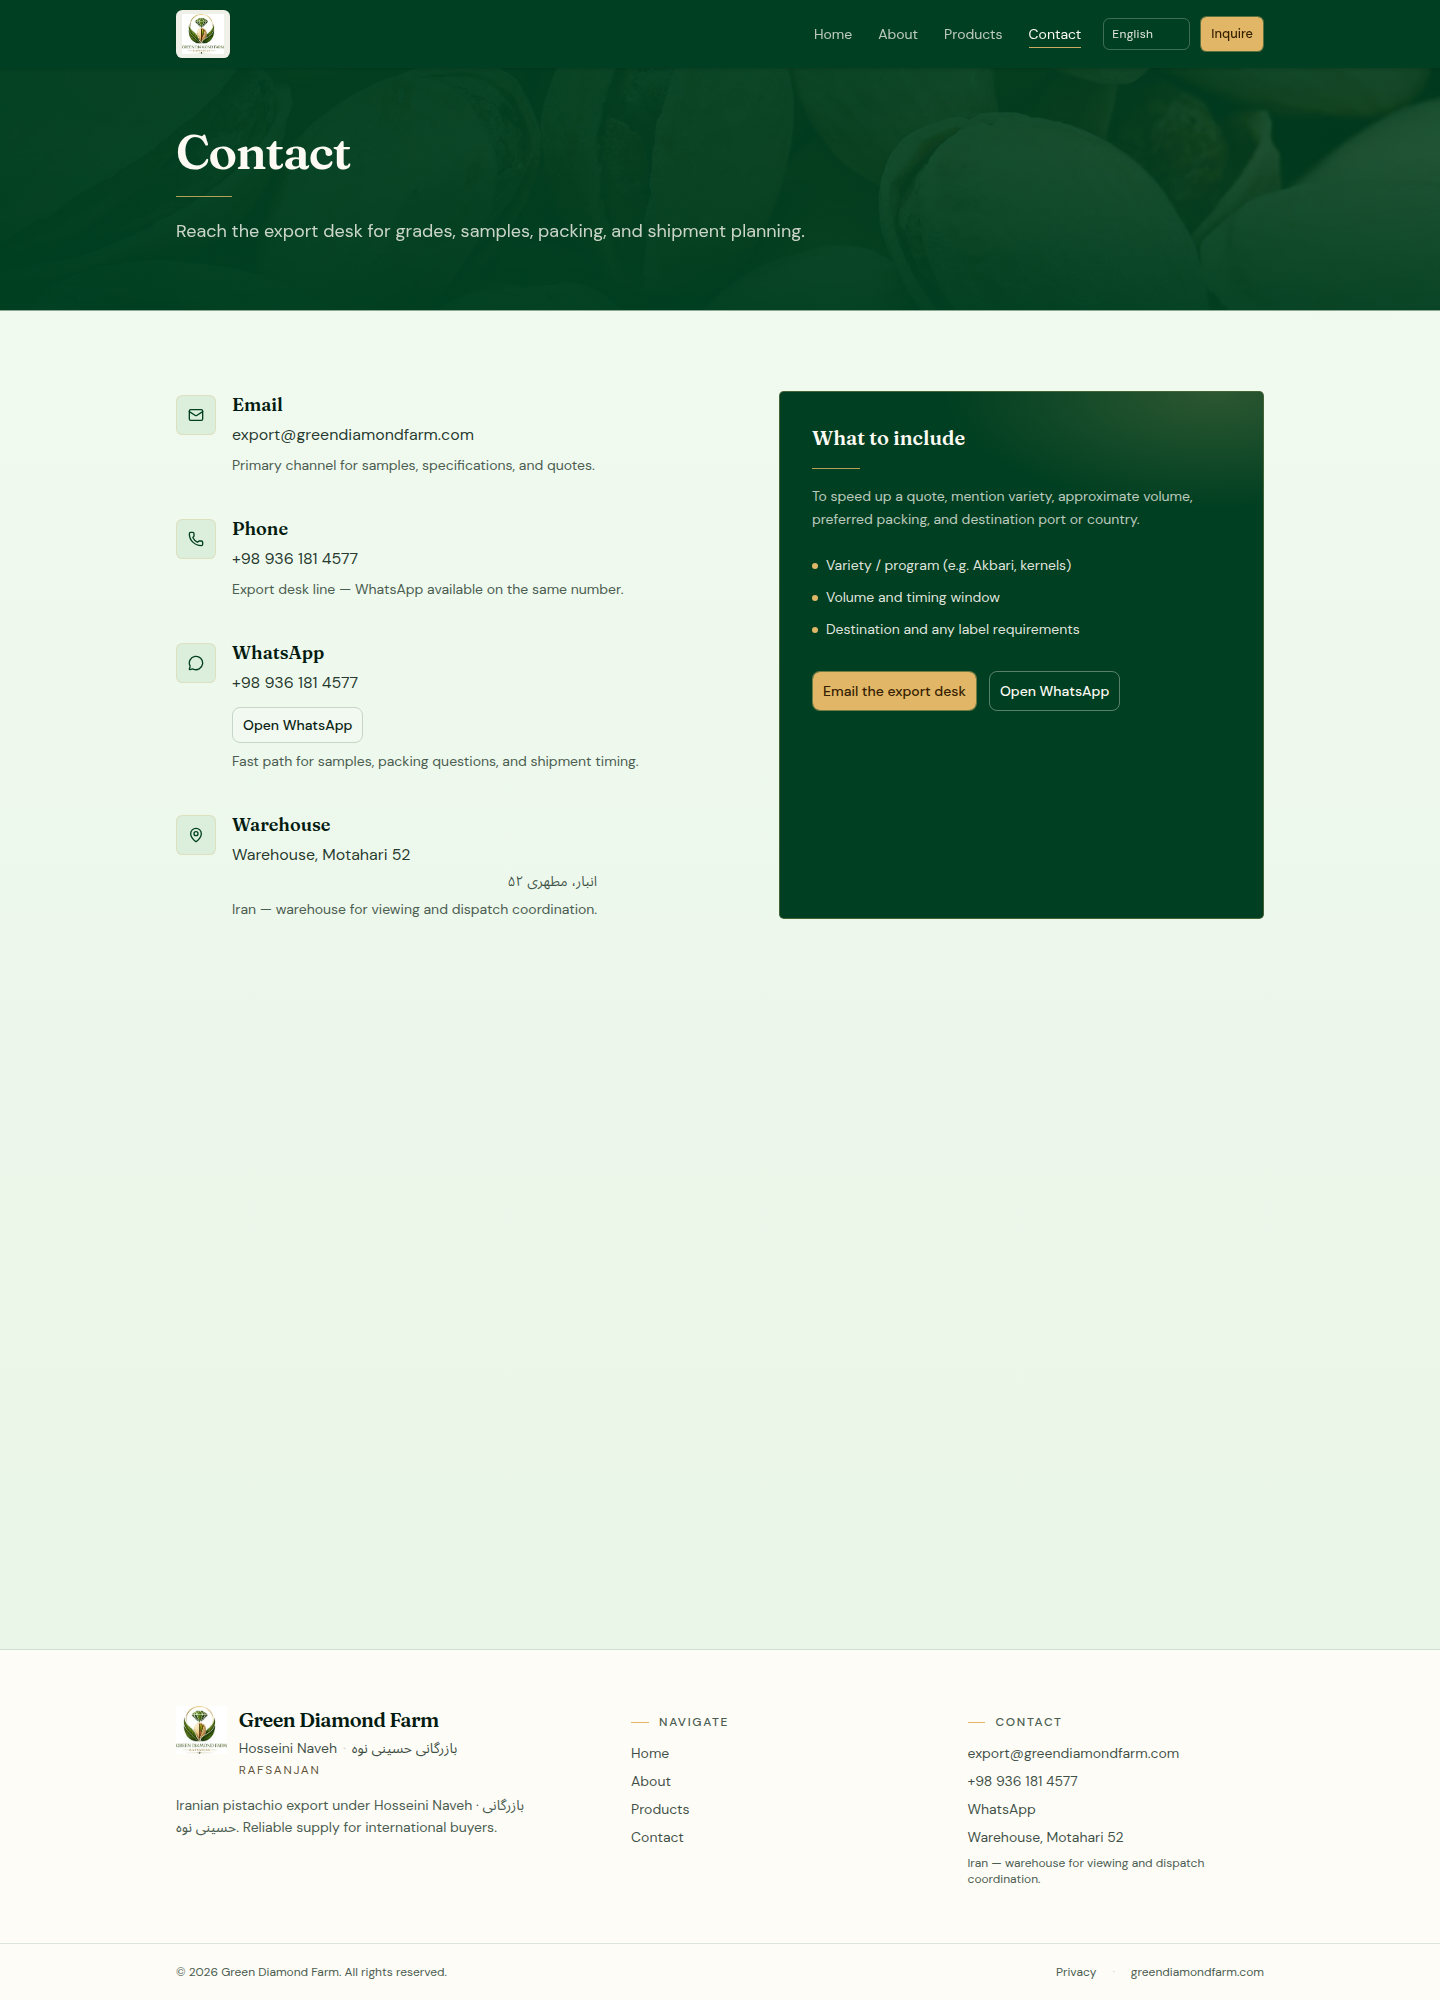 GREEN DIAMOND FARM
Home
About
Products
Contact
English
Inquire
Contact
Reach the export desk for grades, samples, packing, and shipment planning.
Email
export@greendiamondfarm.com
Primary channel for samples, specifications, and quotes.
Phone
+98 936 181 4577
Export desk line — WhatsApp available on the same number.
WhatsApp
+98 936 181 4577
Open WhatsApp
Fast path for samples, packing questions, and shipment timing.
Warehouse
Warehouse, Motahari 52
انبار، مطهری ۵۲
Iran — warehouse for viewing and dispatch coordination.
What to include
To speed up a quote, mention variety, approximate volume,
preferred packing, and destination port or country.
Variety / program (e.g. Akbari, kernels)
Volume and timing window
Destination and any label requirements
Email the export desk
Open WhatsApp
GREEN DIAMOND FARM
Green Diamond Farm
Hosseini Naveh · بازرگانی حسینی نوه
RAFSANJAN
Iranian pistachio export under Hosseini Naveh · بازرگانی
حسینی نوه. Reliable supply for international buyers.
NAVIGATE
Home
About
Products
Contact
CONTACT
export@greendiamondfarm.com
+98 936 181 4577
WhatsApp
Warehouse, Motahari 52
Iran — warehouse for viewing and dispatch
coordination.
© 2026 Green Diamond Farm. All rights reserved.
Privacy · greendiamondfarm.com